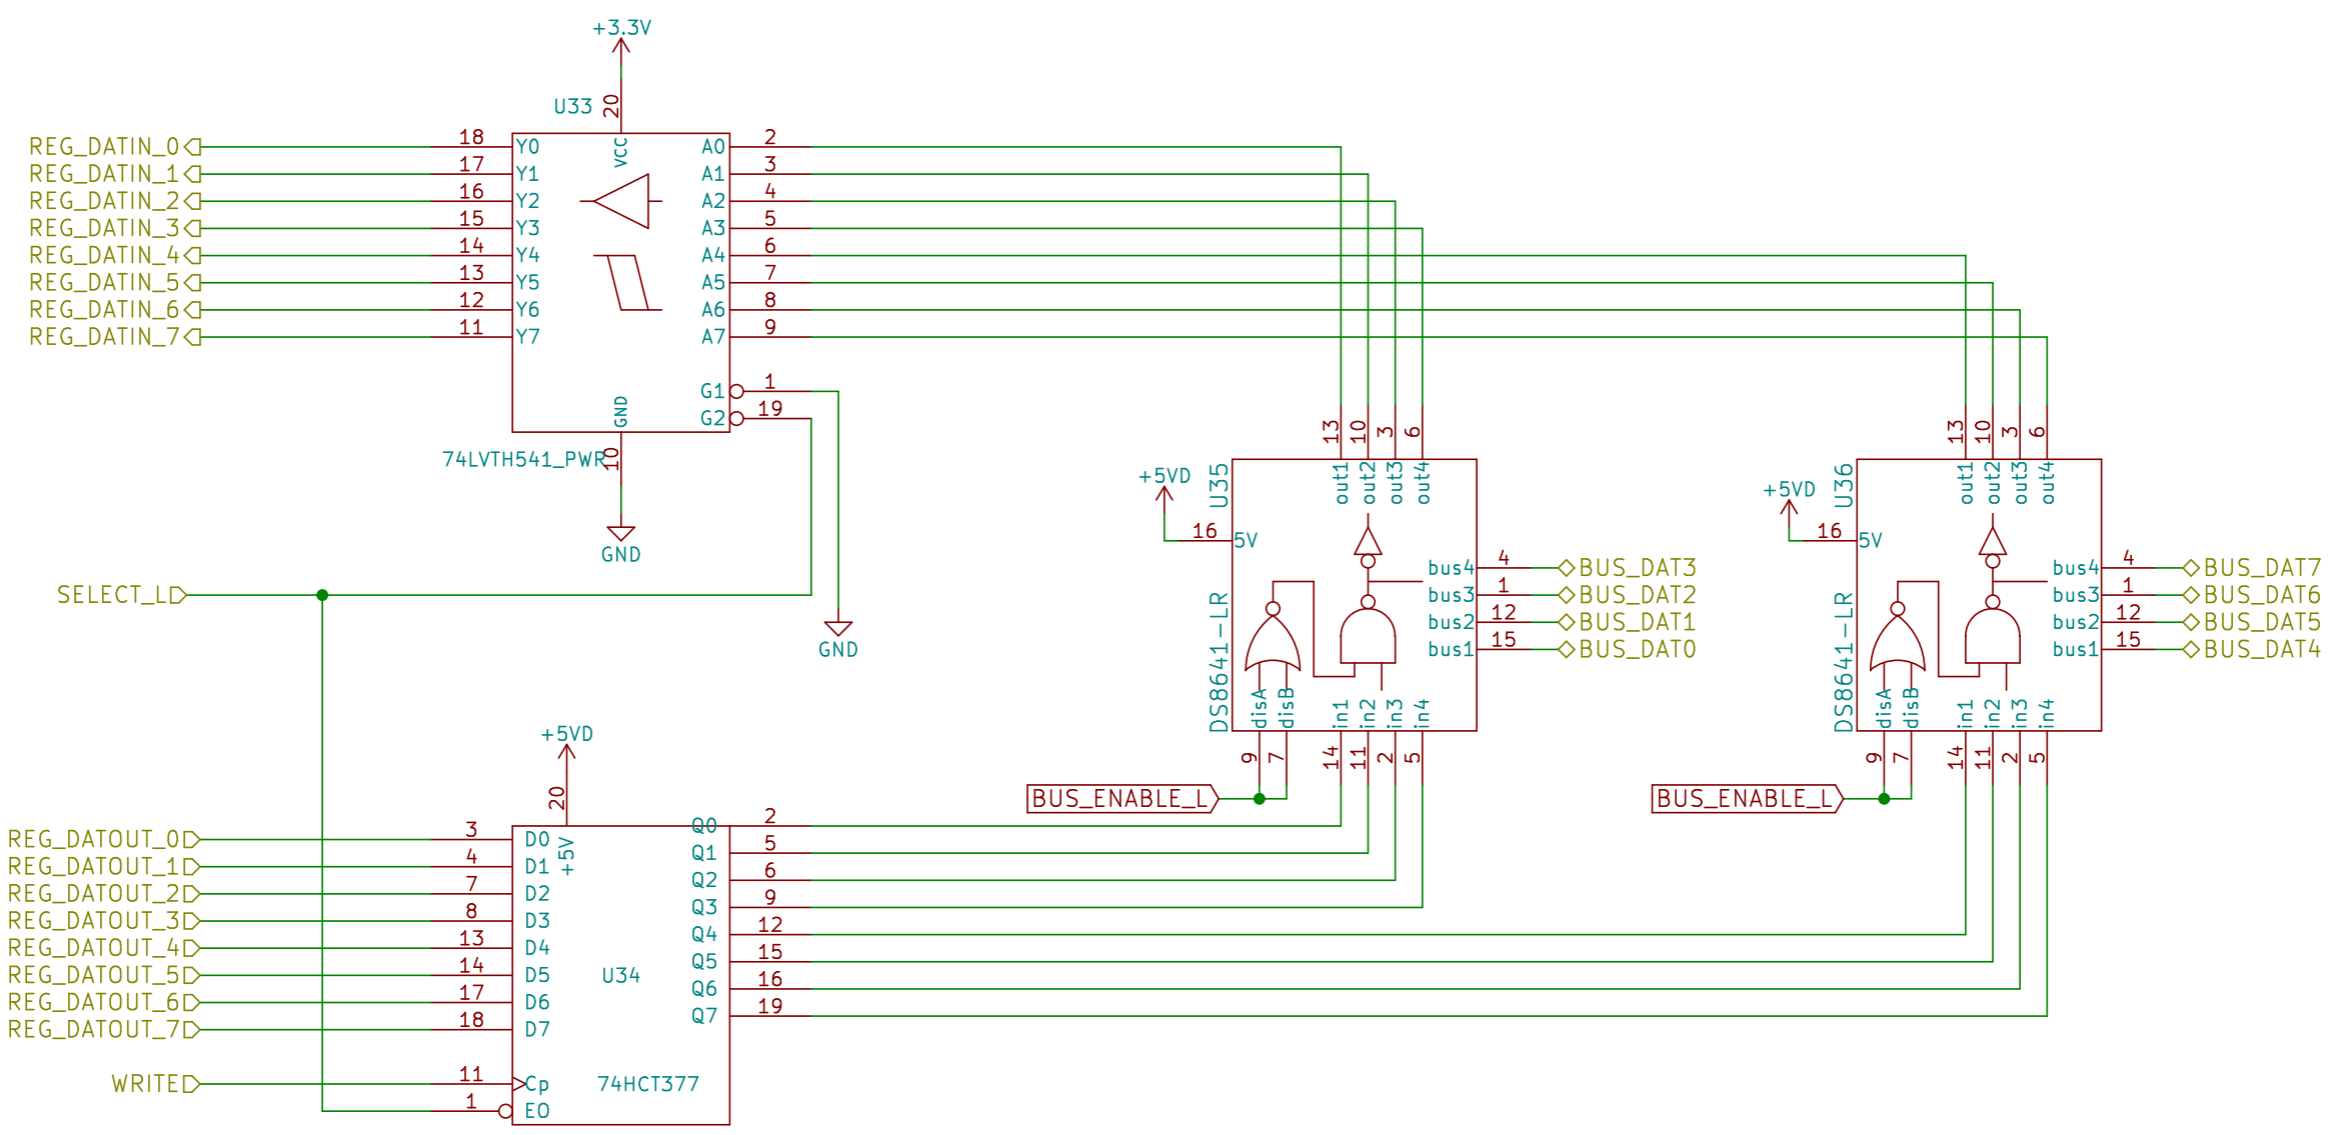 +3.3V
U33
20
VCC
REG_DATIN_0 18 Y0 A0 2
REG_DATIN_1 17 Y1 A1 3
REG_DATIN_2 16 Y2 A2 4
REG_DATIN_3 15 Y3 A3 5
REG_DATIN_4 14 Y4 A4 6
REG_DATIN_5 13 Y5 A5 7
REG_DATIN_6 12 Y6 A6 8
REG_DATIN_7 11 Y7 A7 9
G1 1
G2 19
GND
10
74LVTH541_PWR
GND
GND
SELECT_L
+5VD
16 5V
U35
DS8641-LR
13 10 3 6
out1 out2 out3 out4
bus4 4 BUS_DAT3
bus3 1 BUS_DAT2
bus2 12 BUS_DAT1
bus1 15 BUS_DAT0
disA disB in1 in2 in3 in4
9 7 14 11 2 5
BUS_ENABLE_L
+5VD
16 5V
U36
DS8641-LR
13 10 3 6
out1 out2 out3 out4
bus4 4 BUS_DAT7
bus3 1 BUS_DAT6
bus2 12 BUS_DAT5
bus1 15 BUS_DAT4
disA disB in1 in2 in3 in4
9 7 14 11 2 5
BUS_ENABLE_L
+5VD
20
+5V
Q0 2
REG_DATOUT_0 3 D0
Q1 5
REG_DATOUT_1 4 D1
Q2 6
REG_DATOUT_2 7 D2
Q3 9
REG_DATOUT_3 8 D3
Q4 12
REG_DATOUT_4 13 D4
Q5 15
REG_DATOUT_5 14 D5
U34
Q6 16
REG_DATOUT_6 17 D6
Q7 19
REG_DATOUT_7 18 D7
WRITE 11 Cp 74HCT377
1 EO